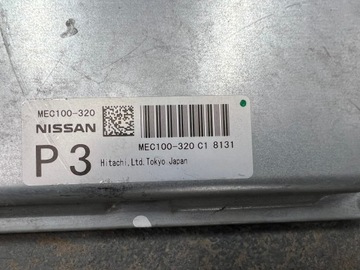 MEC100-320
NISSAN
MEC100-320 C1 8131
P3
Hitachi,Ltd.Tokyo Japan